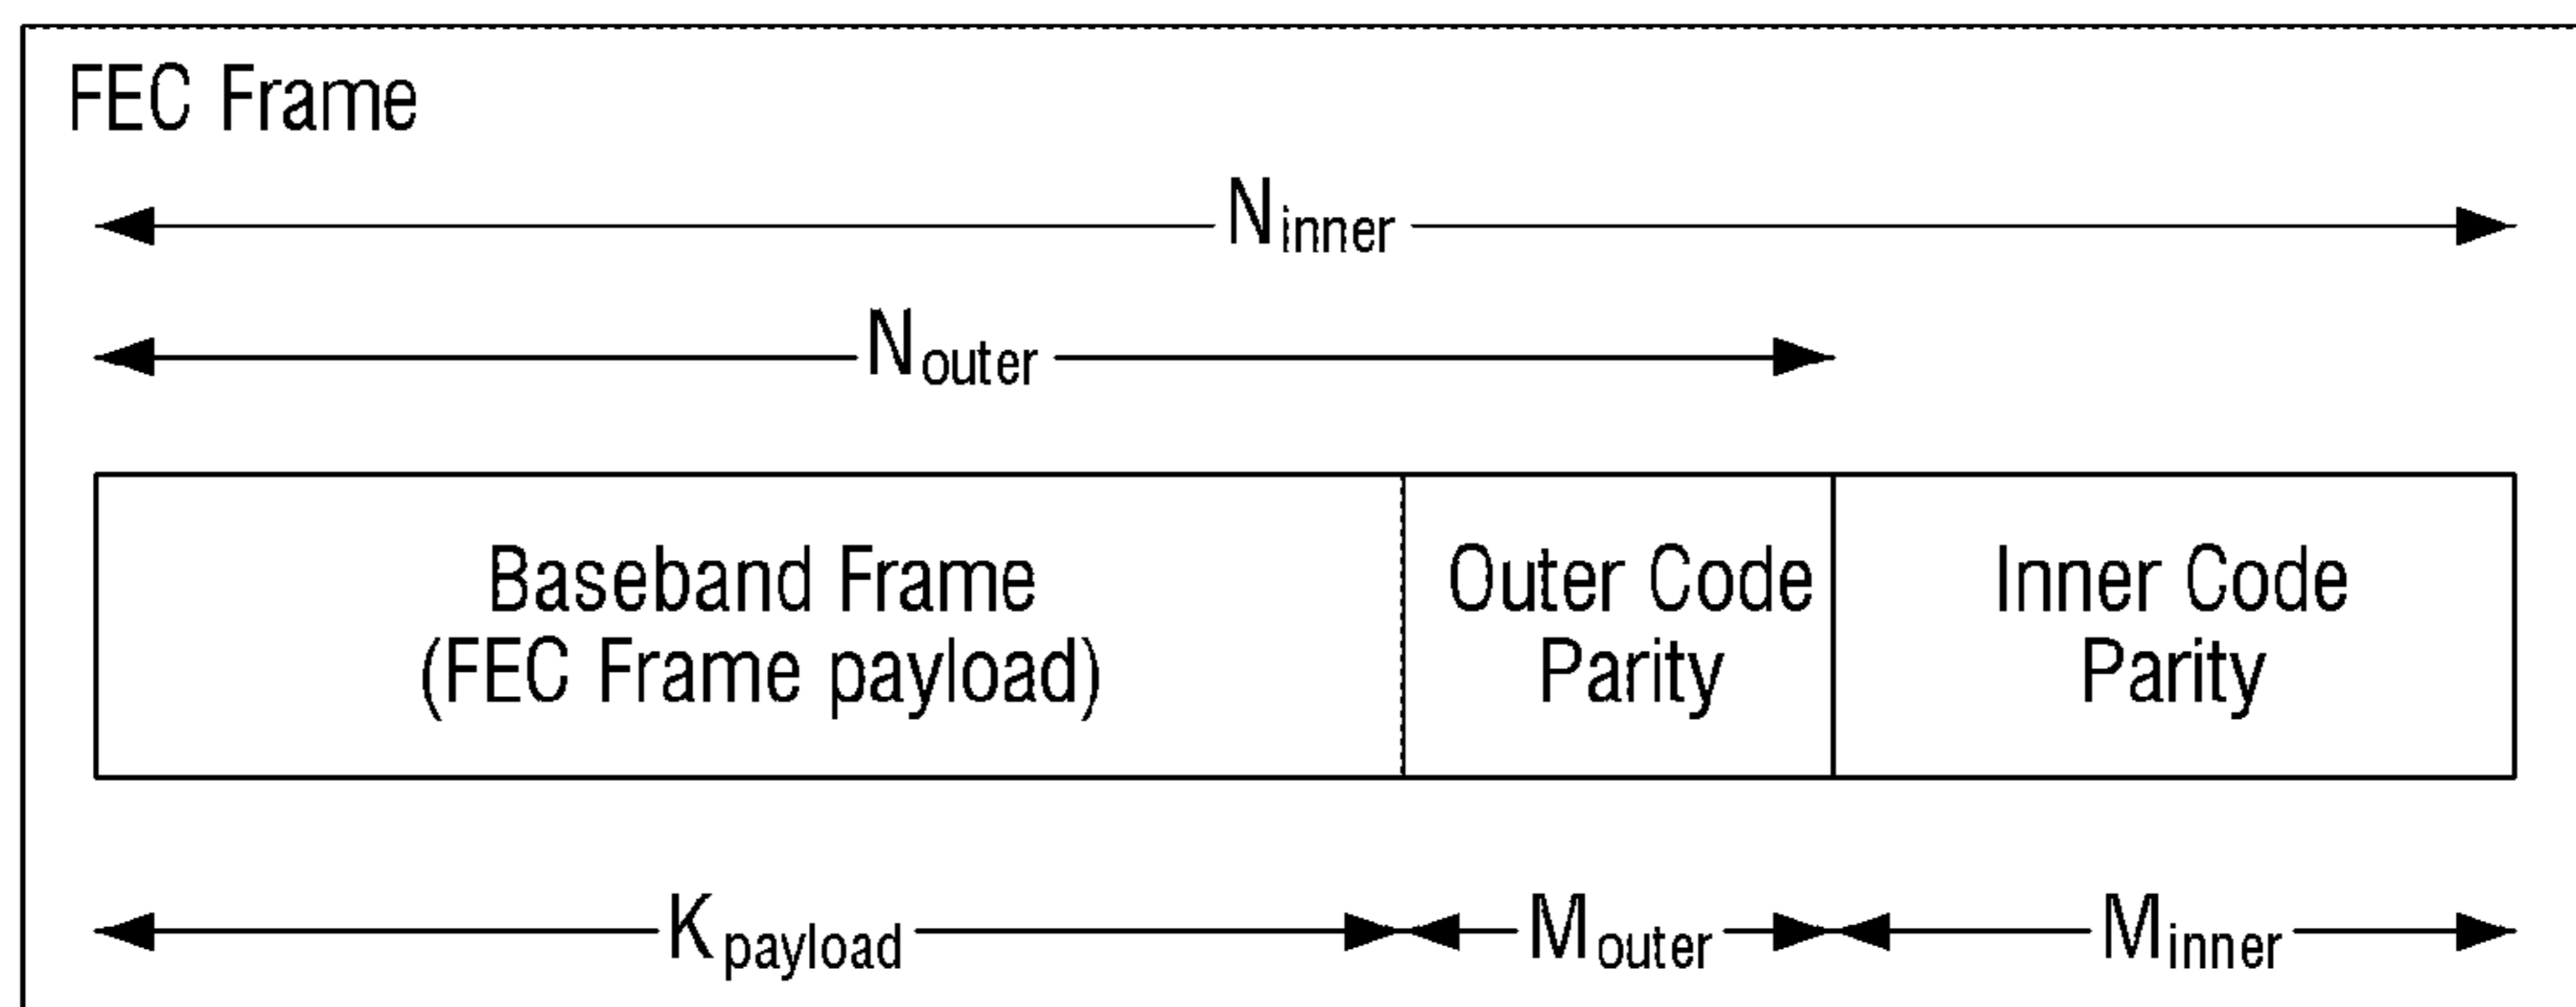 FEC Frame
Ninner
Nouter
Baseband Frame
(FEC Frame payload)
Outer Code
Parity
Inner Code
Parity
Kpayload
Mouter
Minner